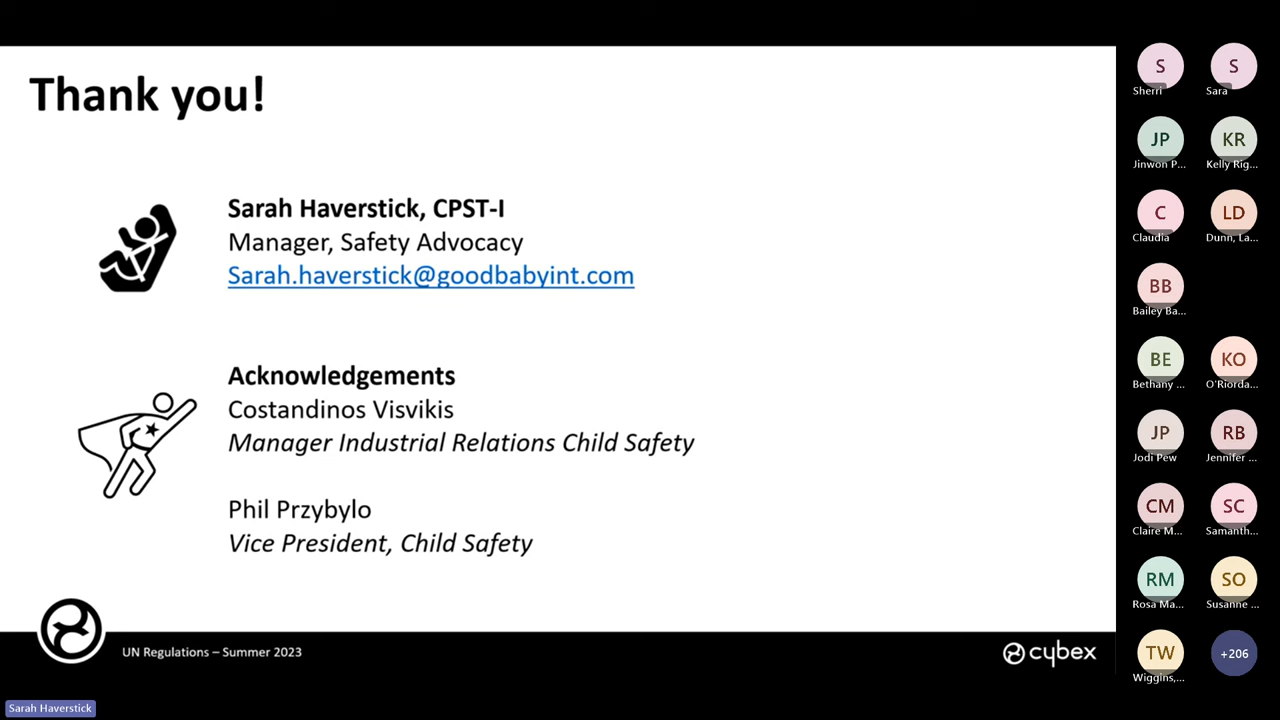 Thank you!
Sarah Haverstick, CPST-I
Manager, Safety Advocacy
Sarah.haverstick@goodbabyint.com
Acknowledgements
Costandinos Visvikis
Manager Industrial Relations Child Safety
Phil Przybylo
Vice President, Child Safety
UN Regulations – Summer 2023
cybex
S S
Sherri Sara
JP KR
Jinwon P... Kelly Rig...
C LD
Claudia Dunn, La...
BB
Bailey Ba...
BE KO
Bethany ... O'Riorda...
JP RB
Jodi Pew Jennifer ...
CM SC
Claire M... Samanth...
RM SO
Rosa Ma... Susanne ...
TW +206
Wiggins,...
Sarah Haverstick